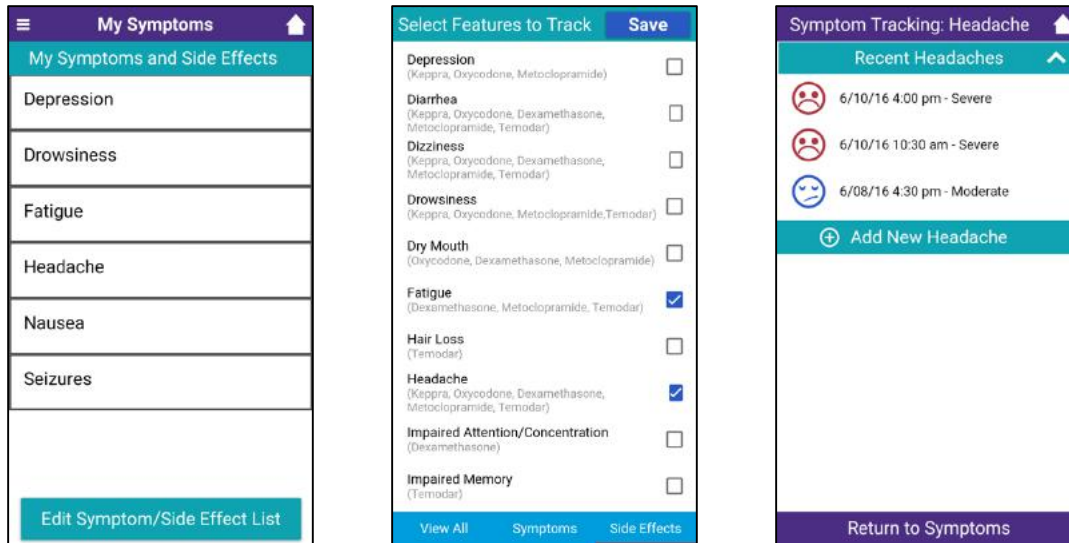 My Symptoms
My Symptoms and Side Effects
Depression
Drowsiness
Fatigue
Headache
Nausea
Seizures
Edit Symptom/Side Effect List
Select Features to Track
Save
Depression
(Keppra, Oxycodone, Metoclopramide)
Diarrhea
(Keppra, Oxycodone, Dexamethasone,
Metoclopramide, Temodar)
Dizziness
(Keppra, Oxycodone, Dexamethasone,
Metoclopramide, Temodar)
Drowsiness
(Keppra, Oxycodone, Metoclopramide,Temodar)
Dry Mouth
(Oxycodone, Dexamethasone, Metoclopramide)
Fatigue
(Dexamethasone, Metoclopramide, Temodar)
Hair Loss
(Temodar)
Headache
(Keppra, Oxycodone, Dexamethasone,
Metoclopramide, Temodar)
Impaired Attention/Concentration
(Dexamethasone)
Impaired Memory
(Temodar)
View All
Symptoms
Side Effects
Symptom Tracking: Headache
Recent Headaches
6/10/16 4:00 pm - Severe
6/10/16 10:30 am - Severe
6/08/16 4:30 pm - Moderate
Add New Headache
Return to Symptoms